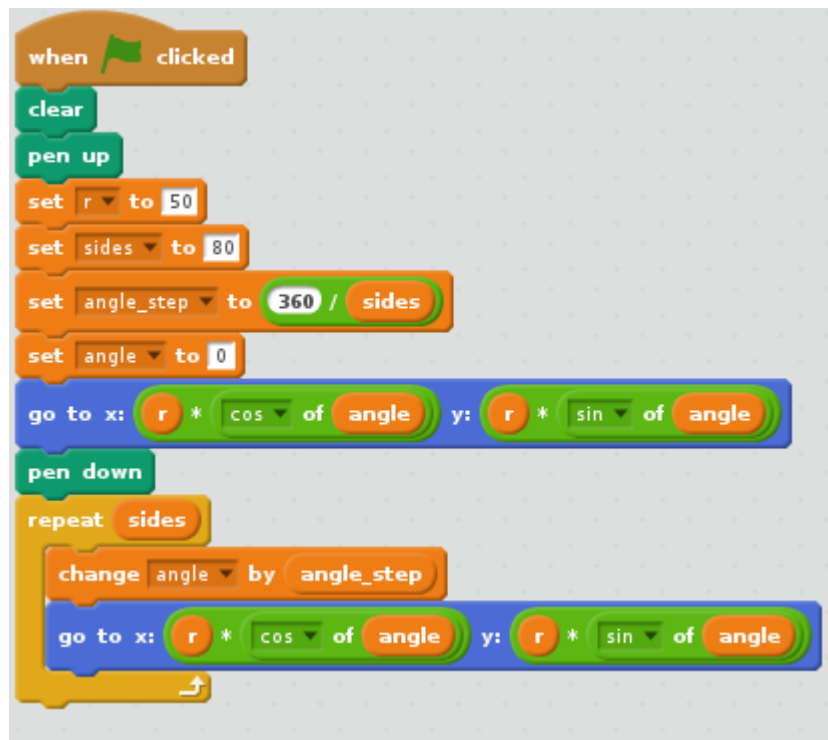 when clicked
clear
pen up
set r to 50
set sides to 80
set angle_step to 360 / sides
set angle to 0
go to x: r * cos of angle y: r * sin of angle
pen down
repeat sides
change angle by angle_step
go to x: r * cos of angle y: r * sin of angle